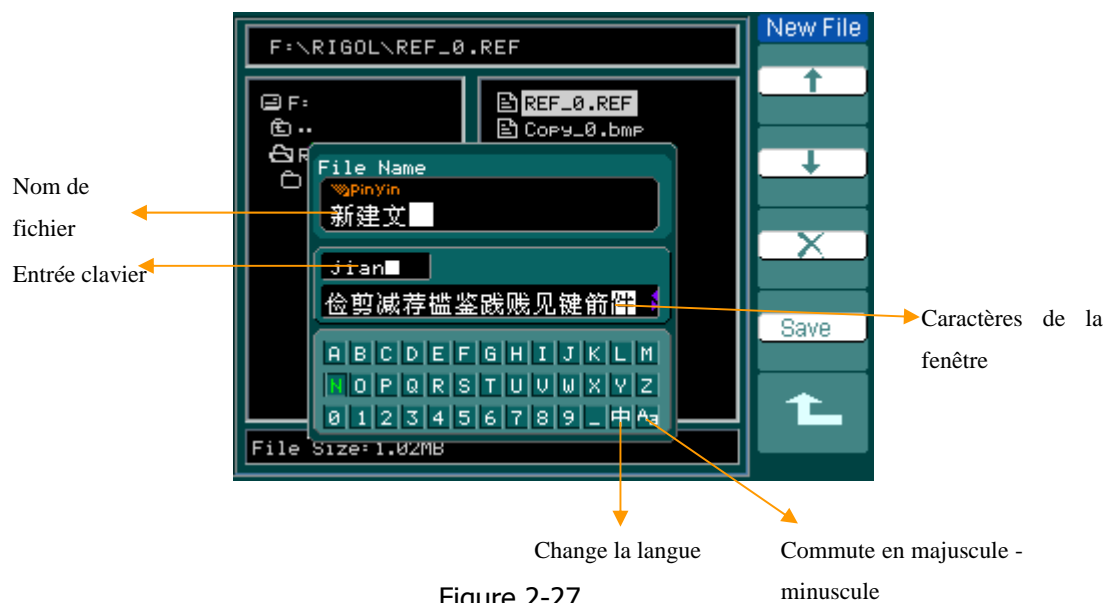 New File
F:\RIGOL\REF_0.REF
F:
REF_0.REF
..
Copy_0.bmp
R
File Name
PinYin
新建文
Nom de
fichier
Entrée clavier
jian
俭剪减荐槛鉴践贱见键箭件
Caractères de la
fenêtre
Save
A B C D E F G H I J K L M
N O P Q R S T U V W X Y Z
0 1 2 3 4 5 6 7 8 9 _ 中 Aa
File Size:1.02MB
Change la langue
Commute en majuscule -
minuscule
Figure 2-27